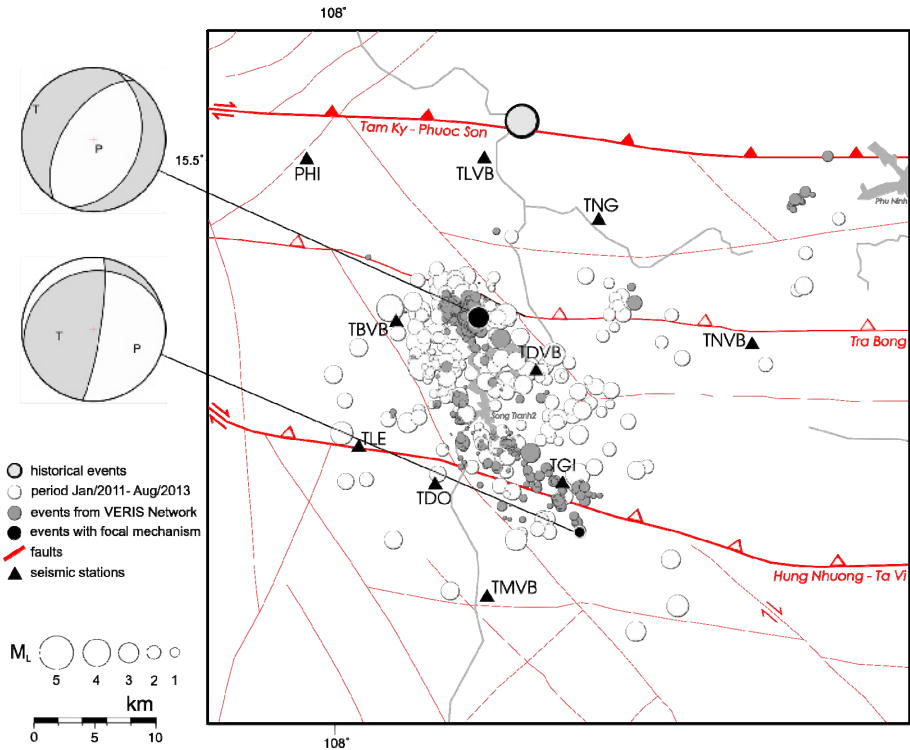 108°
T
P
15.5°
Tam Ky - Phuoc Son
PHI
TLVB
TNG
Phu Ninh
T
P
TBVB
TDVB
TNVB
Tra Bong
Song Tranh2
TLE
TGI
TDO
historical events
period Jan/2011- Aug/2013
events from VERIS Network
events with focal mechanism
faults
seismic stations
Hung Nhuong - Ta Vi
TMVB
ML
5 4 3 2 1
km
0 5 10
108°